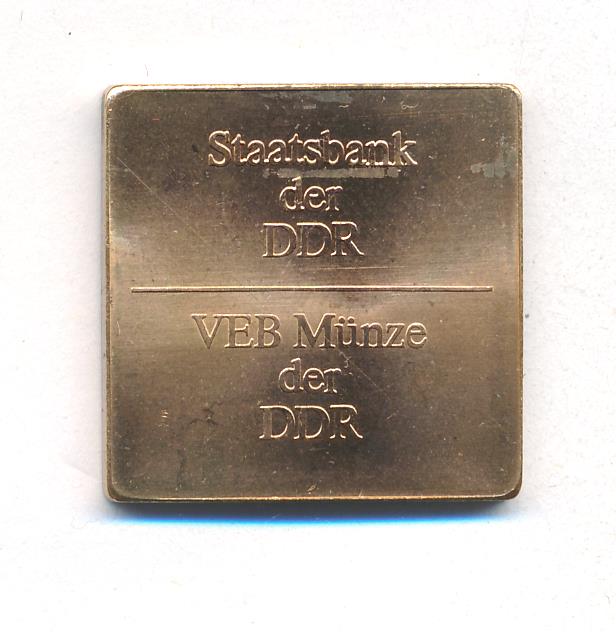 Staatsbank
der
DDR
VEB Münze
der
DDR